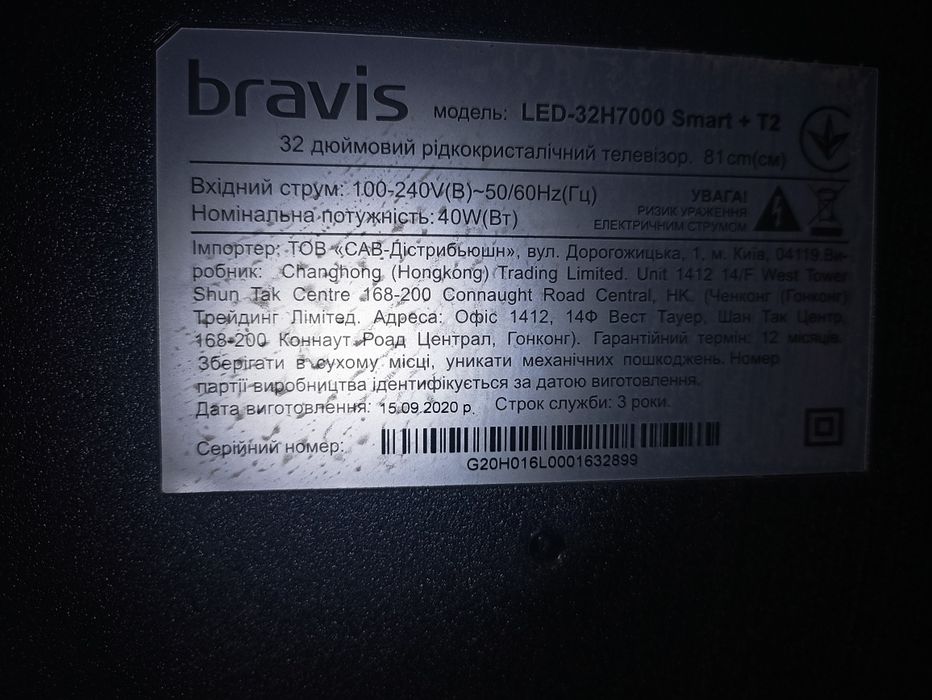 bravis модель: LED-32H7000 Smart + T2
32 дюймовий рідкокристалічний телевізор. 81cm(см)
Вхідний струм: 100-240V(В)~50/60Hz(Гц)
Номінальна потужність: 40W(Вт)
УВАГА!
РИЗИК УРАЖЕННЯ
ЕЛЕКТРИЧНИМ СТРУМОМ
Імпортер: ТОВ «САВ-Дістрибьюшн», вул. Дорогожицька, 1, м. Київ, 04119.Ви-
робник: Changhong (Hongkong) Trading Limited. Unit 1412 14/F West Tower
Shun Tak Centre 168-200 Connaught Road Central, HK. (Ченконг (Гонконг)
Трейдинг Лімітед. Адреса: Офіс 1412, 14Ф Вест Тауер, Шан Так Центр,
168-200 Коннаут Роад Централ, Гонконг). Гарантійний термін: 12 місяців.
Зберігати в сухому місці, уникати механічних пошкоджень. Номер
партії виробництва ідентифікується за датою виготовлення.
Дата виготовлення: 15.09.2020 р. Строк служби: 3 роки.
Серійний номер:
G20H016L0001632899